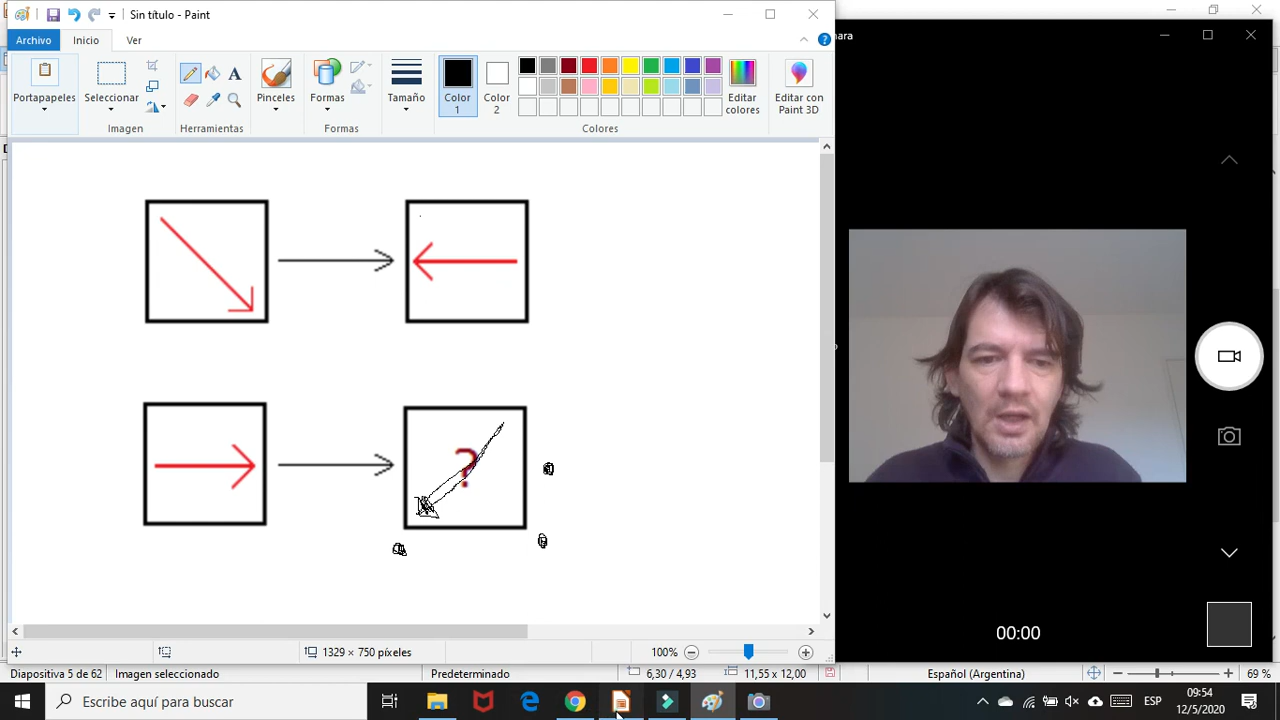 Sin título - Paint
Archivo Inicio Ver
Portapapeles
Seleccionar
Pinceles
Formas
Tamaño
Color
1
Color
2
Editar
colores
Editar con
Paint 3D
Imagen Herramientas Formas Colores
?
1329 × 750 píxeles 100%
Diapositiva 5 de 62 Imagen seleccionado Predeterminado 6,30 / 4,93 11,55 x 12,00 Español (Argentina) 69 %
00:00
Escribe aquí para buscar
ESP
09:54
12/5/2020